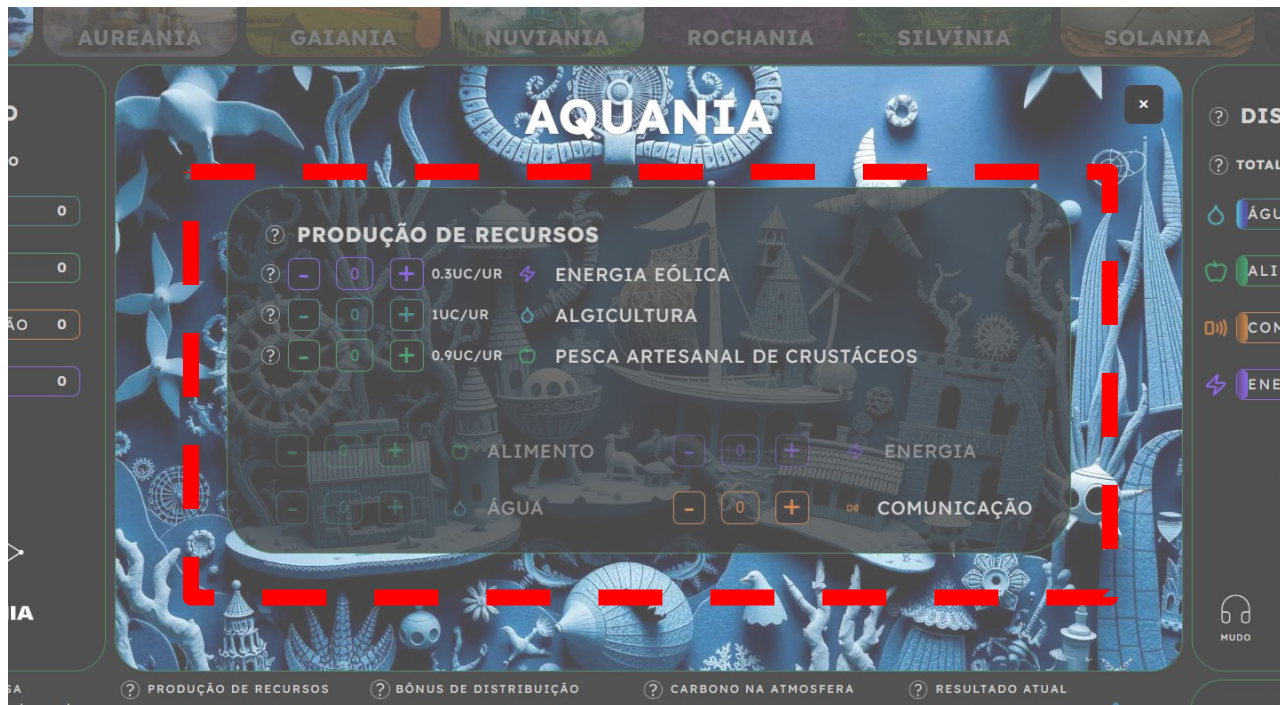 AUREANIA GAIANIA NUVIANIA ROCHANIA SILVÍNIA SOLANIA
AQUANIA
×
? PRODUÇÃO DE RECURSOS
? - 0 + 0.3UC/UR ENERGIA EÓLICA
? - 0 + 1UC/UR ALGICULTURA
? - 0 + 0.9UC/UR PESCA ARTESANAL DE CRUSTÁCEOS
- 0 + ALIMENTO
- 0 + ENERGIA
- 0 + ÁGUA
- 0 + COMUNICAÇÃO
O
O
0
0
ÃO 0
0
IA
? DIS
? TOTAL
ÁGU
ALI
CON
ENE
MUDO
SA
? PRODUÇÃO DE RECURSOS
? BÔNUS DE DISTRIBUIÇÃO
? CARBONO NA ATMOSFERA
? RESULTADO ATUAL